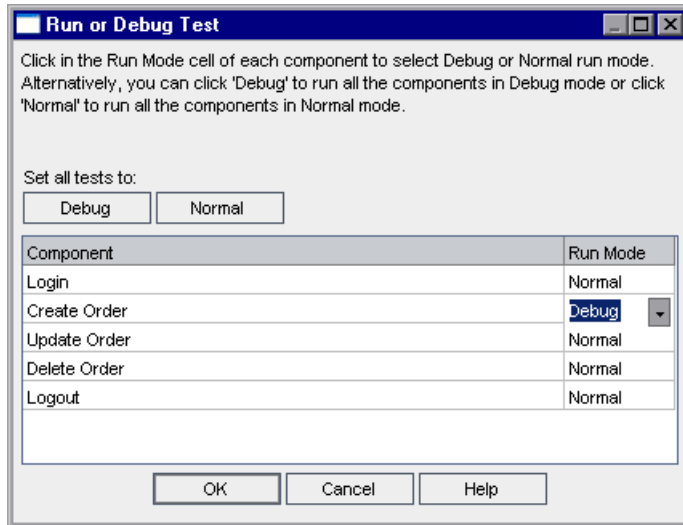 Run or Debug Test
Click in the Run Mode cell of each component to select Debug or Normal run mode.
Alternatively, you can click 'Debug' to run all the components in Debug mode or click
'Normal' to run all the components in Normal mode.
Set all tests to:
Debug Normal
Component Run Mode
Login Normal
Create Order Debug
Update Order Normal
Delete Order Normal
Logout Normal
OK Cancel Help